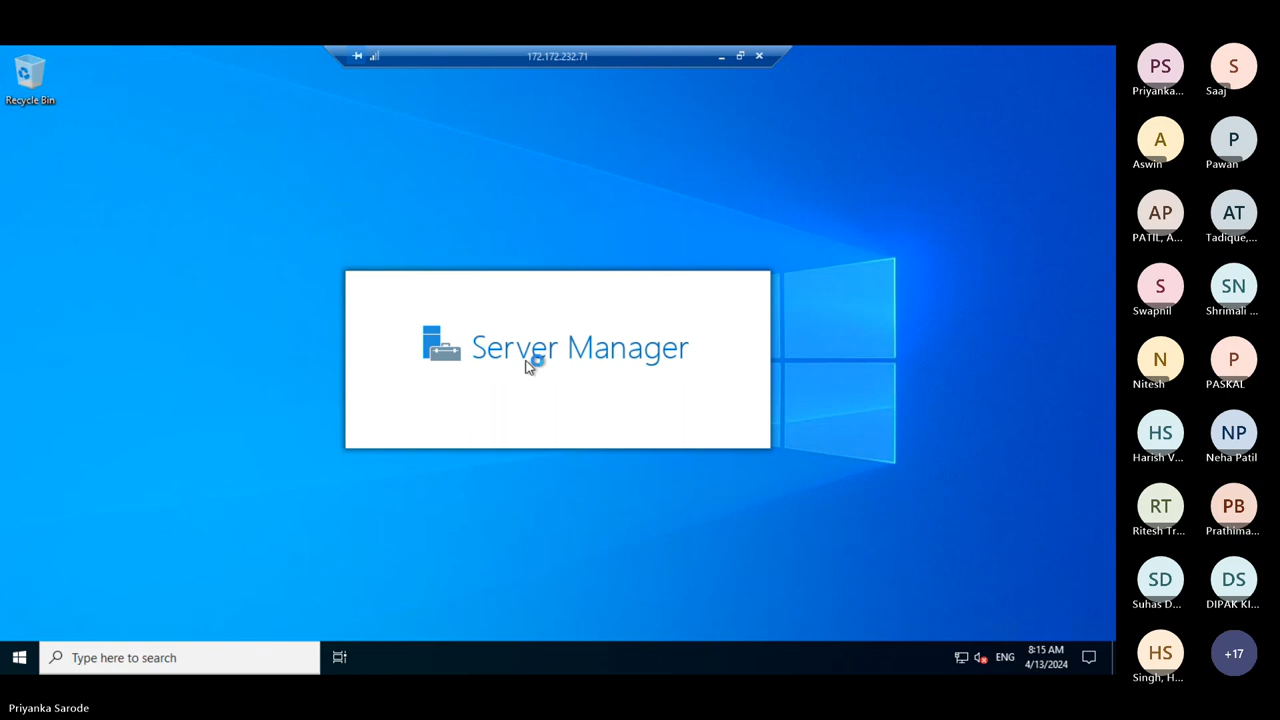 172.172.232.71
Recycle Bin
Server Manager
Type here to search
ENG
8:15 AM
4/13/2024
PS
Priyanka...
S
Saaj
A
Aswin
P
Pawan
AP
PATIL, A...
AT
Tadique,...
S
Swapnil
SN
Shrimali ...
N
Nitesh
P
PASKAL
HS
Harish V...
NP
Neha Patil
RT
Ritesh Tr...
PB
Prathima...
SD
Suhas D...
DS
DIPAK KI...
HS
Singh, H...
+17
Priyanka Sarode